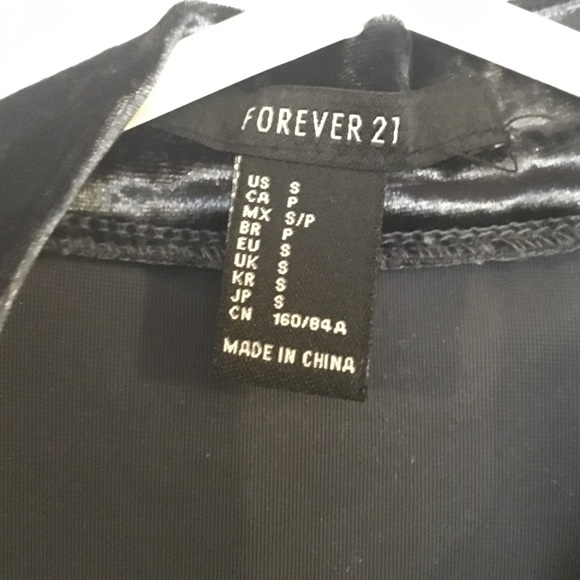 FOREVER 21
US S
CA P
MX S/P
BR P
EU S
UK S
KR S
JP S
CN 160/84A
MADE IN CHINA